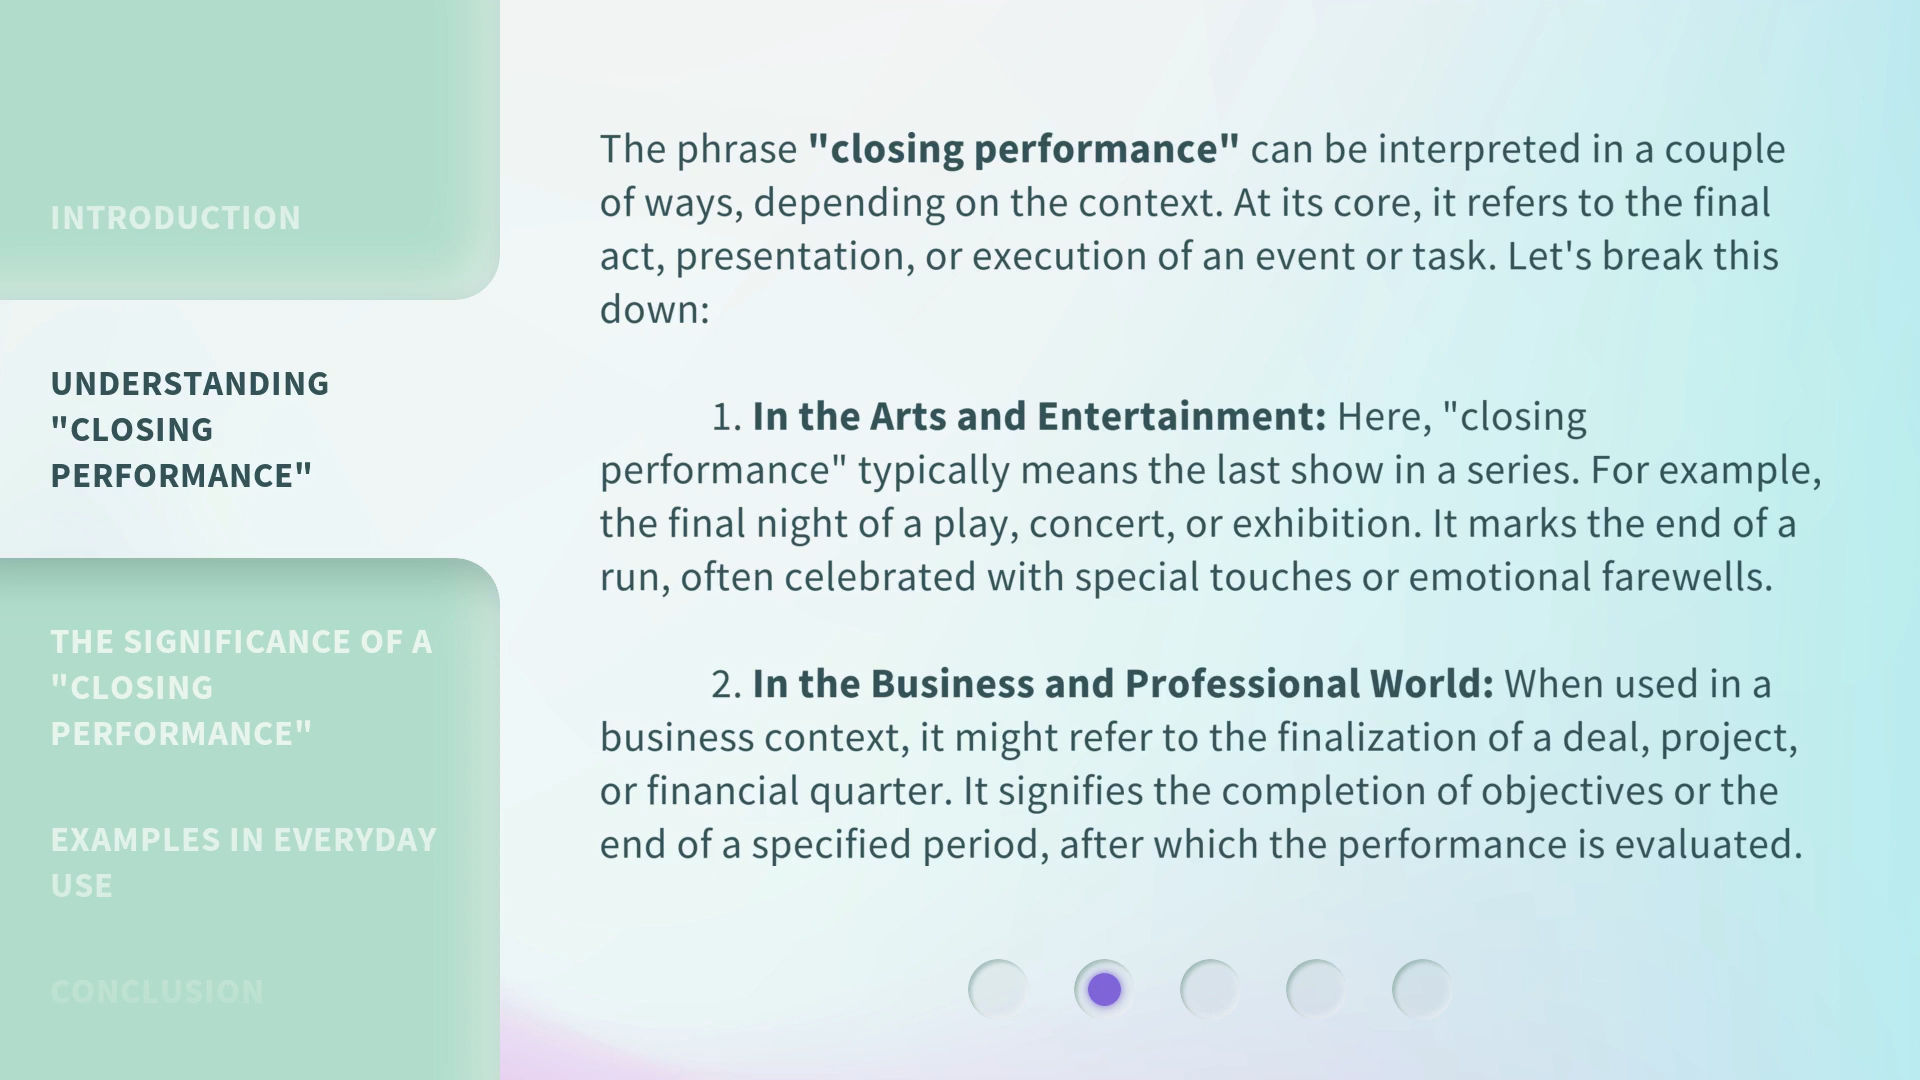 INTRODUCTION
UNDERSTANDING
"CLOSING
PERFORMANCE"
THE SIGNIFICANCE OF A
"CLOSING
PERFORMANCE"
EXAMPLES IN EVERYDAY
USE
CONCLUSION
The phrase "closing performance" can be interpreted in a couple
of ways, depending on the context. At its core, it refers to the final
act, presentation, or execution of an event or task. Let's break this
down:
1. In the Arts and Entertainment: Here, "closing
performance" typically means the last show in a series. For example,
the final night of a play, concert, or exhibition. It marks the end of a
run, often celebrated with special touches or emotional farewells.
2. In the Business and Professional World: When used in a
business context, it might refer to the finalization of a deal, project,
or financial quarter. It signifies the completion of objectives or the
end of a specified period, after which the performance is evaluated.